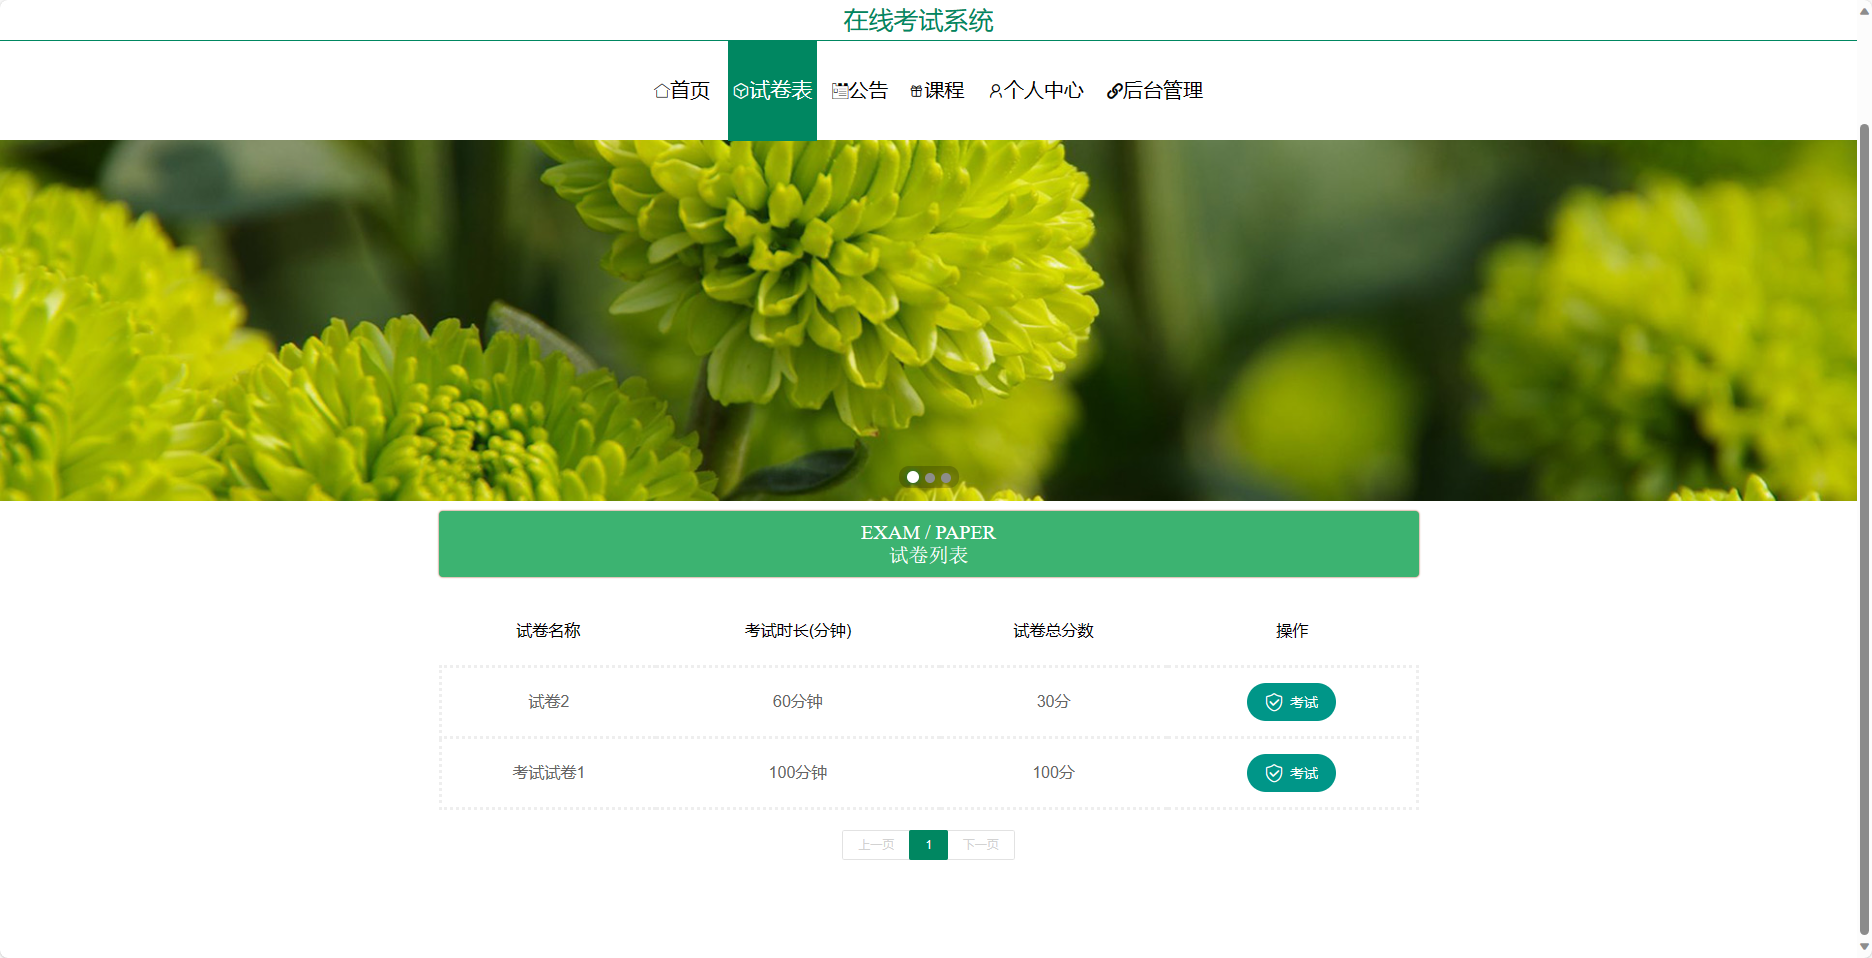 在线考试系统
首页 试卷表 公告 课程 个人中心 后台管理
EXAM / PAPER
试卷列表
试卷名称 考试时长(分钟) 试卷总分数 操作
试卷2 60分钟 30分 考试
考试试卷1 100分钟 100分 考试
上一页 1 下一页